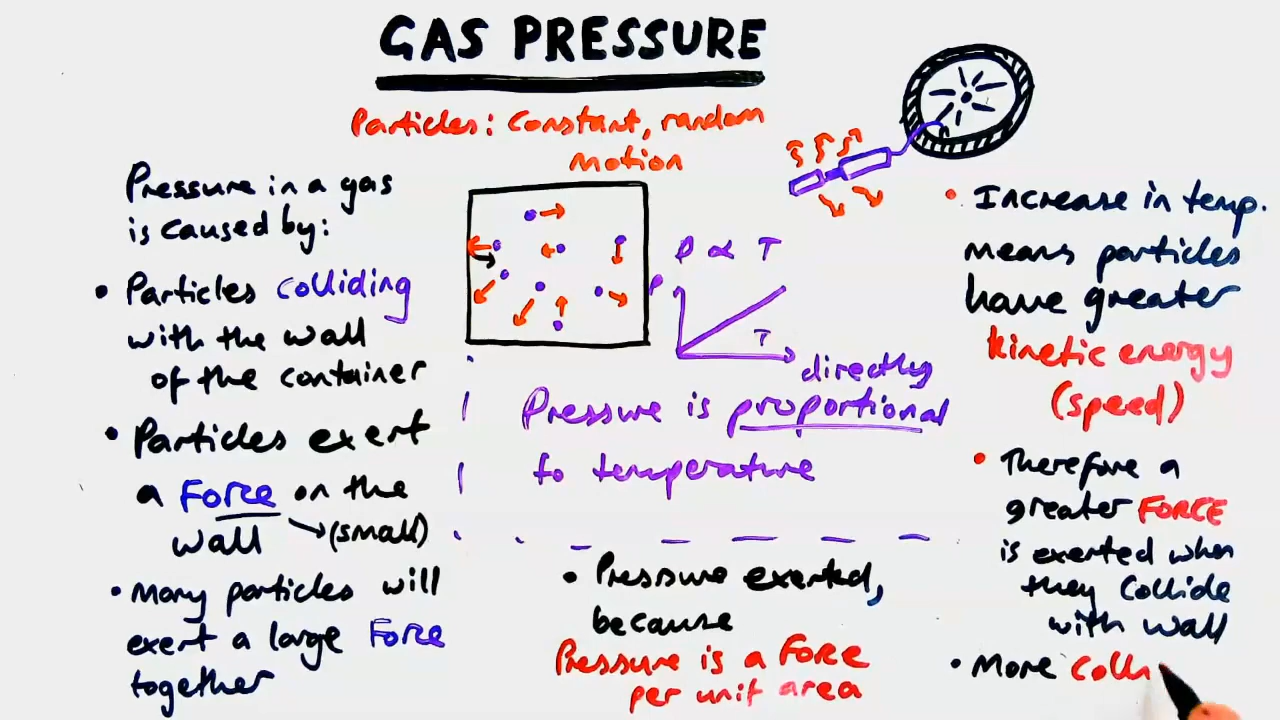 GAS PRESSURE
Particles: Constant, random
motion
Pressure in a gas
is caused by:
• Particles colliding
with the wall
of the container
• Particles exert
a Force on the
wall → (small)
• Many particles will
exert a large Force
together
P ∝ T
P
T
directly
Pressure is proportional
to temperature
• Pressure exerted,
because
Pressure is a Force
per unit area
• Increase in temp.
means particles
have greater
kinetic energy
(speed)
• Therefore a
greater FORCE
is exerted when
they collide
with wall
• More Colli